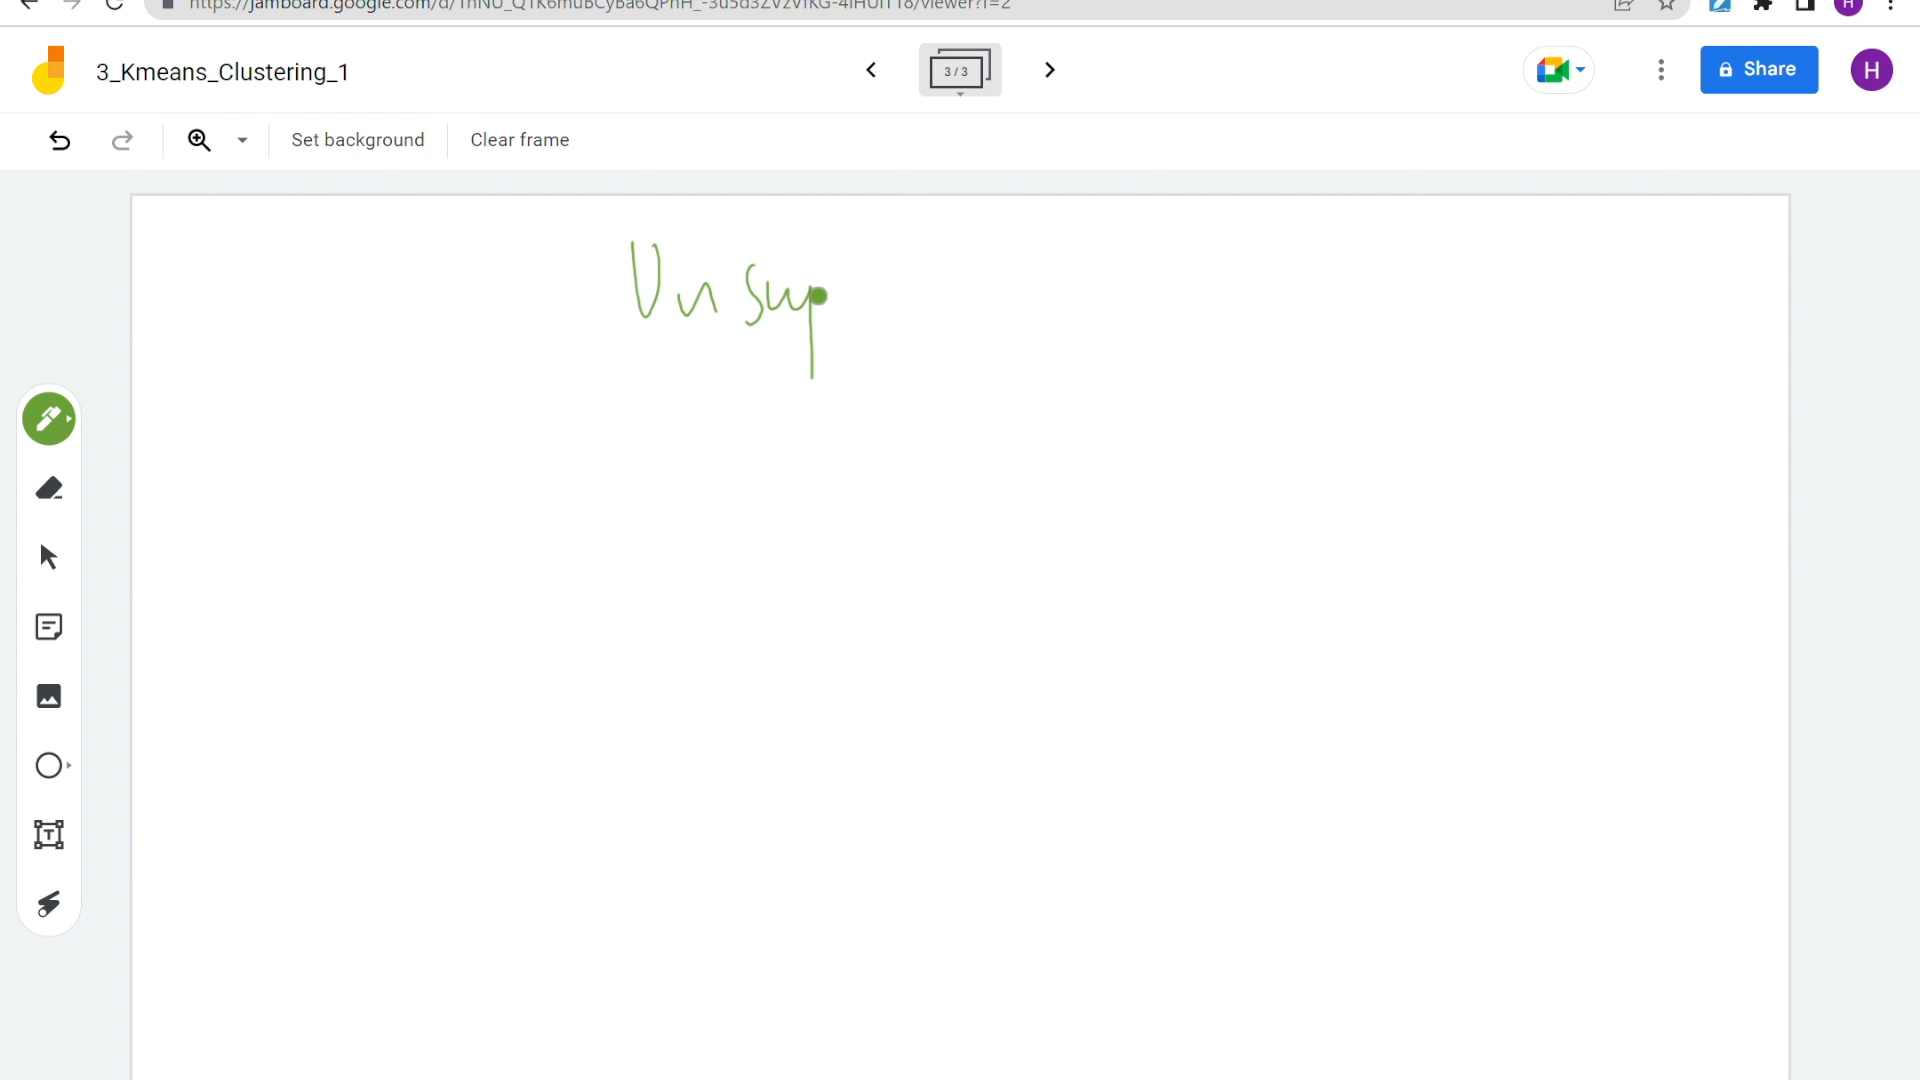 3_Kmeans_Clustering_1
3 / 3
Share
H
Set background
Clear frame
Un sup